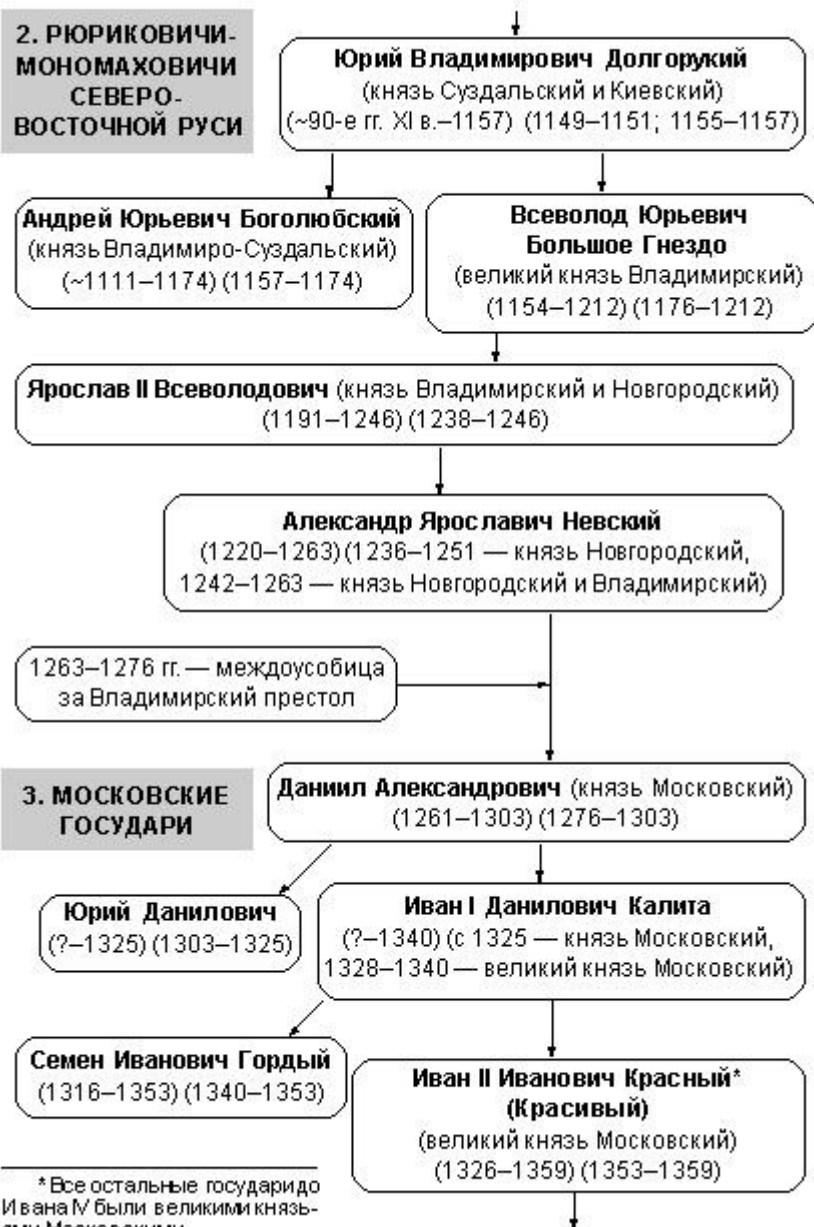 2. РЮРИКОВИЧИ-
МОНОМАХОВИЧИ
СЕВЕРО-
ВОСТОЧНОЙ РУСИ
Юрий Владимирович Долгорукий
(князь Суздальский и Киевский)
(~90-е гг. XI в.–1157) (1149–1151; 1155–1157)
Андрей Юрьевич Боголюбский
(князь Владимиро-Суздальский)
(~1111–1174) (1157–1174)
Всеволод Юрьевич
Большое Гнездо
(великий князь Владимирский)
(1154–1212) (1176–1212)
Ярослав II Всеволодович (князь Владимирский и Новгородский)
(1191–1246) (1238–1246)
Александр Ярославич Невский
(1220–1263) (1236–1251 — князь Новгородский,
1242–1263 — князь Новгородский и Владимирский)
1263–1276 гг. — междоусобица
за Владимирский престол
3. МОСКОВСКИЕ
ГОСУДАРИ
Даниил Александрович (князь Московский)
(1261–1303) (1276–1303)
Юрий Данилович
(?–1325) (1303–1325)
Иван I Данилович Калита
(?–1340) (с 1325 — князь Московский,
1328–1340 — великий князь Московский)
Семен Иванович Гордый
(1316–1353) (1340–1353)
Иван II Иванович Красный*
(Красивый)
(великий князь Московский)
(1326–1359) (1353–1359)
* Все остальные государи до
Ивана IV были великими князь-
ями Московскими